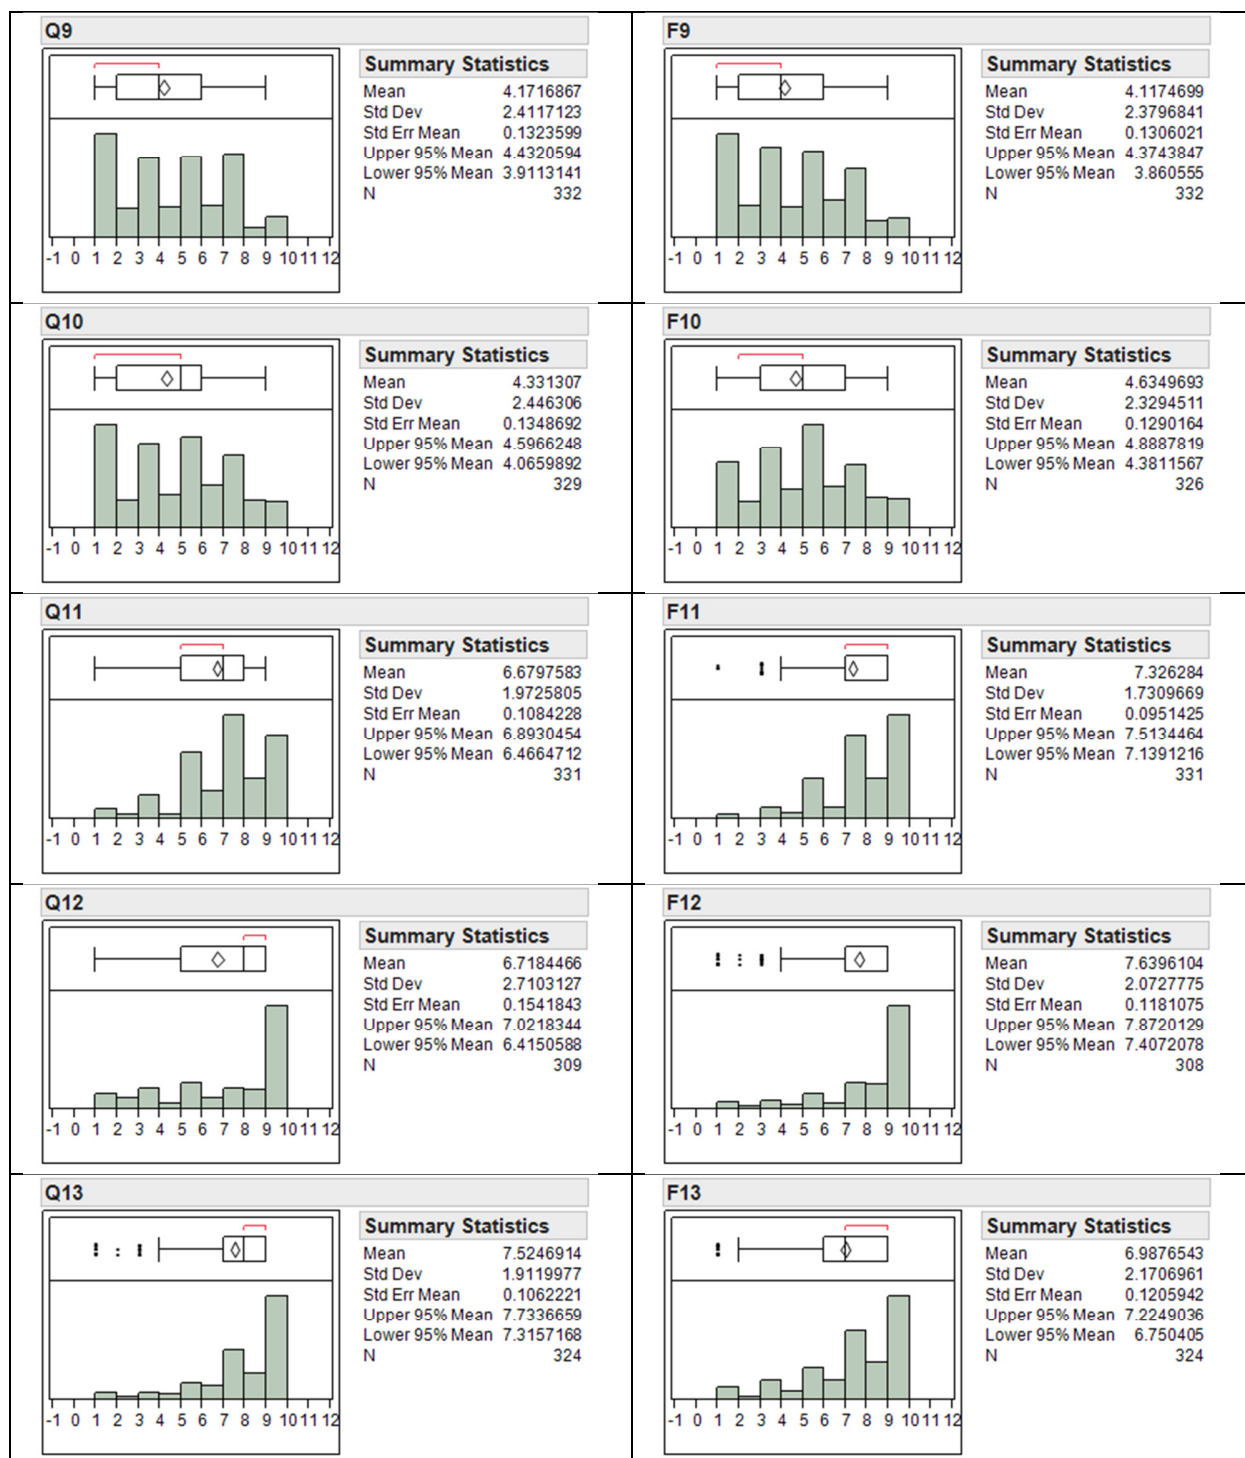 Q9
Summary Statistics
Mean 4.1716867
Std Dev 2.4117123
Std Err Mean 0.1323599
Upper 95% Mean 4.4320594
Lower 95% Mean 3.9113141
N 332
-1 0 1 2 3 4 5 6 7 8 9 10 11 12
F9
Summary Statistics
Mean 4.1174699
Std Dev 2.3796841
Std Err Mean 0.1306021
Upper 95% Mean 4.3743847
Lower 95% Mean 3.860555
N 332
-1 0 1 2 3 4 5 6 7 8 9 10 11 12
Q10
Summary Statistics
Mean 4.331307
Std Dev 2.446306
Std Err Mean 0.1348692
Upper 95% Mean 4.5966248
Lower 95% Mean 4.0659892
N 329
-1 0 1 2 3 4 5 6 7 8 9 10 11 12
F10
Summary Statistics
Mean 4.6349693
Std Dev 2.3294511
Std Err Mean 0.1290164
Upper 95% Mean 4.8887819
Lower 95% Mean 4.3811567
N 326
-1 0 1 2 3 4 5 6 7 8 9 10 11 12
Q11
Summary Statistics
Mean 6.6797583
Std Dev 1.9725805
Std Err Mean 0.1084228
Upper 95% Mean 6.8930454
Lower 95% Mean 6.4664712
N 331
-1 0 1 2 3 4 5 6 7 8 9 10 11 12
F11
Summary Statistics
Mean 7.326284
Std Dev 1.7309669
Std Err Mean 0.0951425
Upper 95% Mean 7.5134464
Lower 95% Mean 7.1391216
N 331
-1 0 1 2 3 4 5 6 7 8 9 10 11 12
Q12
Summary Statistics
Mean 6.7184466
Std Dev 2.7103127
Std Err Mean 0.1541843
Upper 95% Mean 7.0218344
Lower 95% Mean 6.4150588
N 309
-1 0 1 2 3 4 5 6 7 8 9 10 11 12
F12
Summary Statistics
Mean 7.6396104
Std Dev 2.0727775
Std Err Mean 0.1181075
Upper 95% Mean 7.8720129
Lower 95% Mean 7.4072078
N 308
-1 0 1 2 3 4 5 6 7 8 9 10 11 12
Q13
Summary Statistics
Mean 7.5246914
Std Dev 1.9119977
Std Err Mean 0.1062221
Upper 95% Mean 7.7336659
Lower 95% Mean 7.3157168
N 324
-1 0 1 2 3 4 5 6 7 8 9 10 11 12
F13
Summary Statistics
Mean 6.9876543
Std Dev 2.1706961
Std Err Mean 0.1205942
Upper 95% Mean 7.2249036
Lower 95% Mean 6.750405
N 324
-1 0 1 2 3 4 5 6 7 8 9 10 11 12